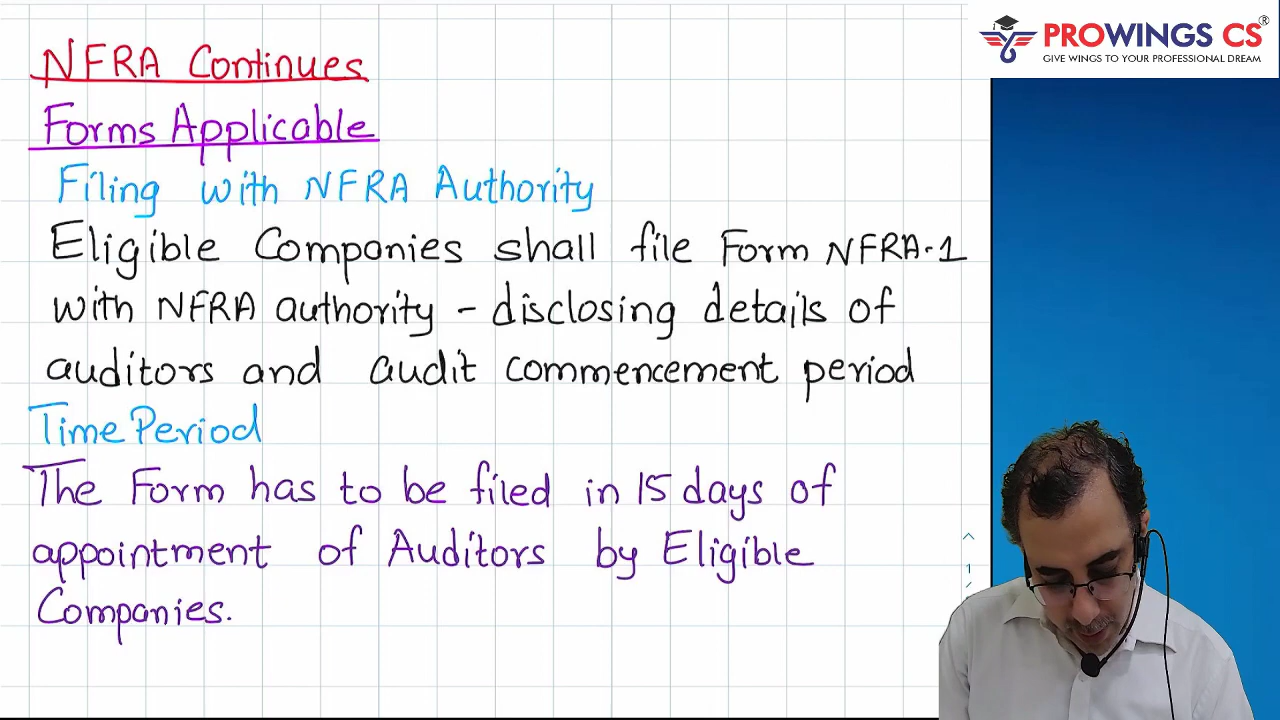 PROWINGS CS®
GIVE WINGS TO YOUR PROFESSIONAL DREAM
NFRA Continues
Forms Applicable
Filing with NFRA Authority
Eligible Companies shall file Form NFRA-1
with NFRA authority - disclosing details of
auditors and audit commencement period
Time Period
The Form has to be filed in 15 days of
appointment of Auditors by Eligible
Companies.
1